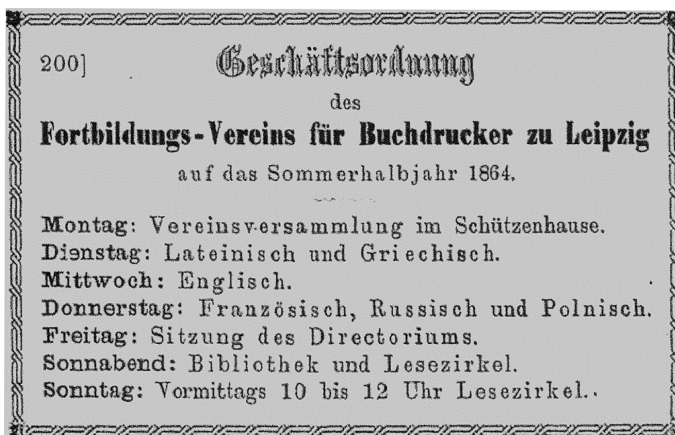 200]
Geschäftsordnung
des
Fortbildungs-Vereins für Buchdrucker zu Leipzig
auf das Sommerhalbjahr 1864.
Montag: Vereinsversammlung im Schützenhause.
Dienstag: Lateinisch und Griechisch.
Mittwoch: Englisch.
Donnerstag: Französisch, Russisch und Polnisch.
Freitag: Sitzung des Directoriums.
Sonnabend: Bibliothek und Lesezirkel.
Sonntag: Vormittags 10 bis 12 Uhr Lesezirkel.